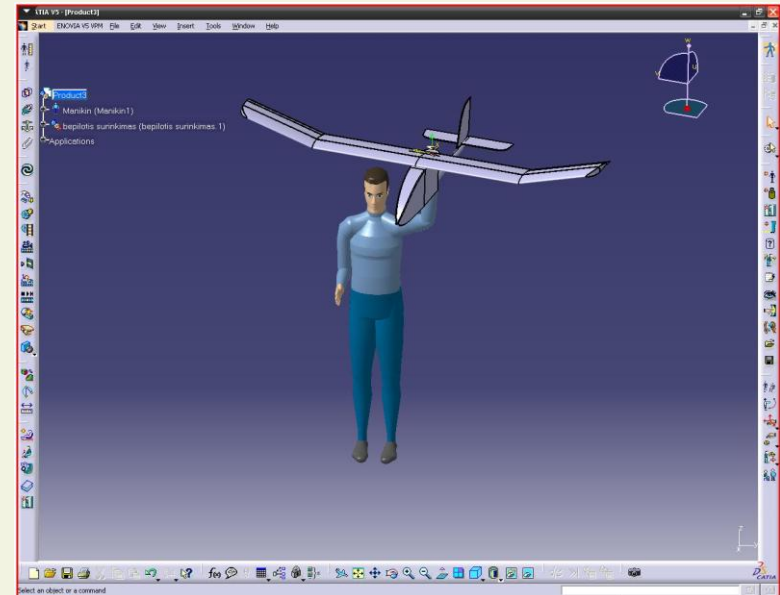 CATIA V5 - [Product3]
Start ENOVIA V5 VPM File Edit View Insert Tools Window Help
Product3
Manikin (Manikin1)
bepilotis surinkimas (bepilotis surinkimas.1)
Applications
w
v
u
z
f(x)
CATIA
Select an object or a command